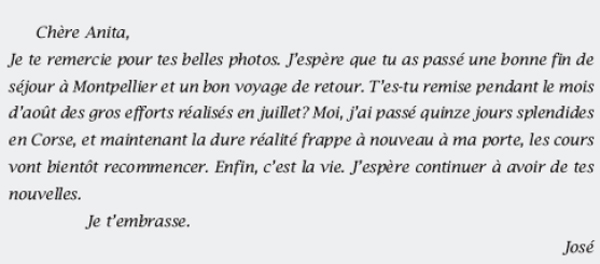 Chère Anita,
Je te remercie pour tes belles photos. J'espère que tu as passé une bonne fin de
séjour à Montpellier et un bon voyage de retour. T'es-tu remise pendant le mois
d'août des gros efforts réalisés en juillet? Moi, j'ai passé quinze jours splendides
en Corse, et maintenant la dure réalité frappe à nouveau à ma porte, les cours
vont bientôt recommencer. Enfin, c'est la vie. J'espère continuer à avoir de tes
nouvelles.
Je t'embrasse.
José